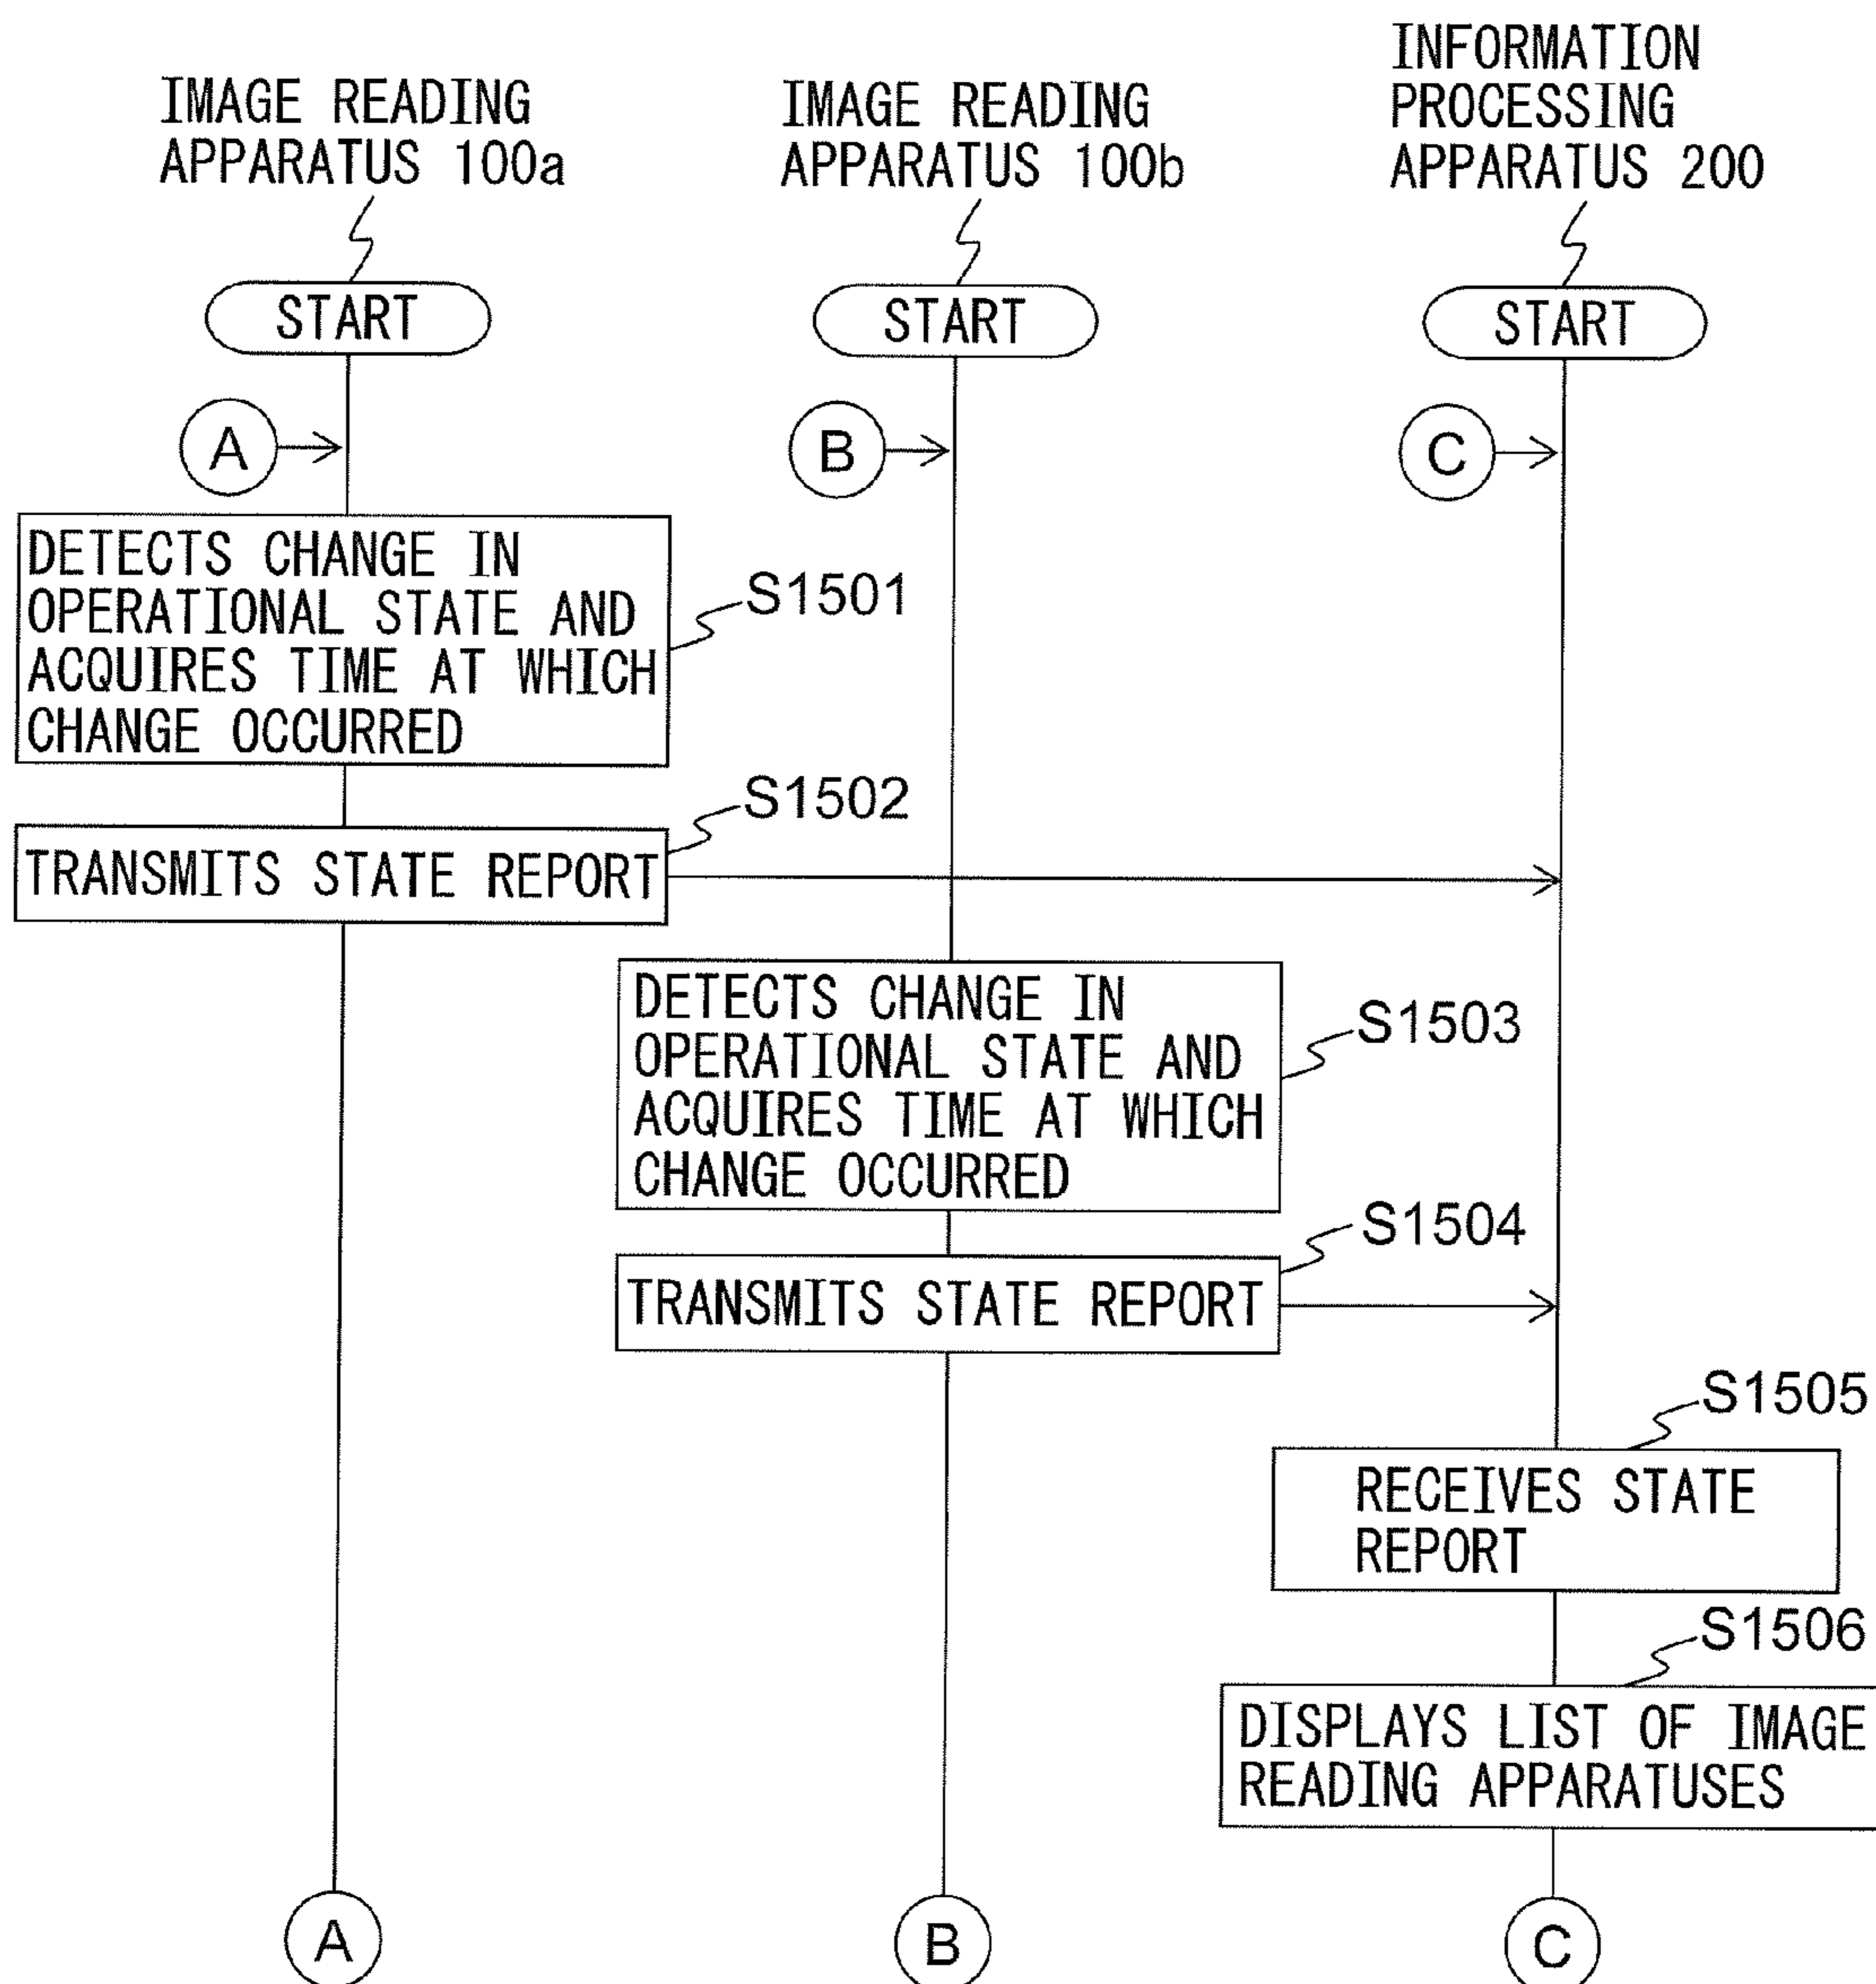 IMAGE READING
APPARATUS 100a
IMAGE READING
APPARATUS 100b
INFORMATION
PROCESSING
APPARATUS 200
START
START
START
A
B
C
DETECTS CHANGE IN
OPERATIONAL STATE AND
ACQUIRES TIME AT WHICH
CHANGE OCCURRED
S1501
S1502
TRANSMITS STATE REPORT
DETECTS CHANGE IN
OPERATIONAL STATE AND
ACQUIRES TIME AT WHICH
CHANGE OCCURRED
S1503
S1504
TRANSMITS STATE REPORT
S1505
RECEIVES STATE
REPORT
S1506
DISPLAYS LIST OF IMAGE
READING APPARATUSES
A
B
C